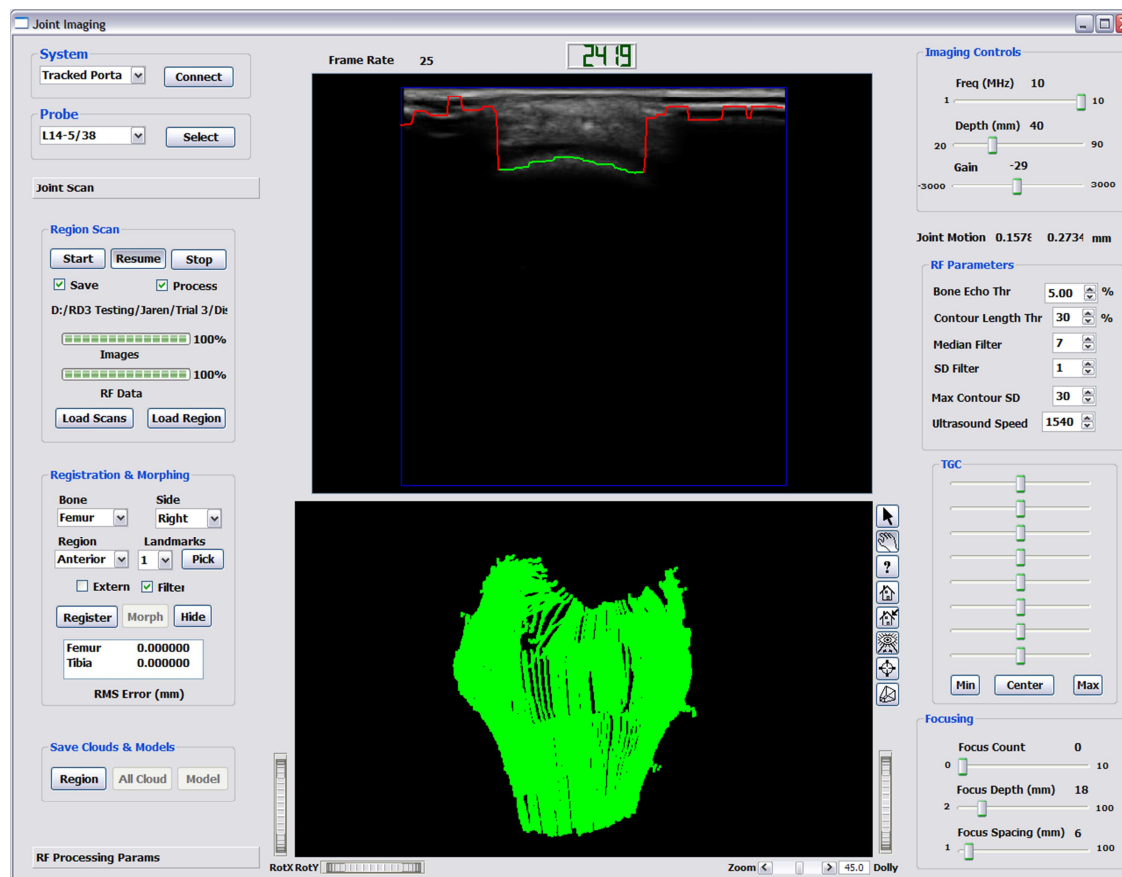 Joint Imaging
System
Tracked Porta
Connect
Probe
L14-5/38
Select
Joint Scan
Region Scan
Start Resume Stop
Save Process
D:/RD3 Testing/Jaren/Trial 3/Dis
100%
Images
100%
RF Data
Load Scans Load Region
Registration & Morphing
Bone Side
Femur Right
Region Landmarks
Anterior 1 Pick
Extern Filter
Register Morph Hide
Femur 0.000000
Tibia 0.000000
RMS Error (mm)
Save Clouds & Models
Region All Cloud Model
RF Processing Params
Frame Rate 25
2419
?
RotX RotY
Zoom 45.0 Dolly
Imaging Controls
Freq (MHz) 10
1 10
Depth (mm) 40
20 90
Gain -29
-3000 3000
Joint Motion 0.1578 0.2734 mm
RF Parameters
Bone Echo Thr 5.00 %
Contour Length Thr 30 %
Median Filter 7
SD Filter 1
Max Contour SD 30
Ultrasound Speed 1540
TGC
Min Center Max
Focusing
Focus Count 0
0 10
Focus Depth (mm) 18
2 100
Focus Spacing (mm) 6
1 100